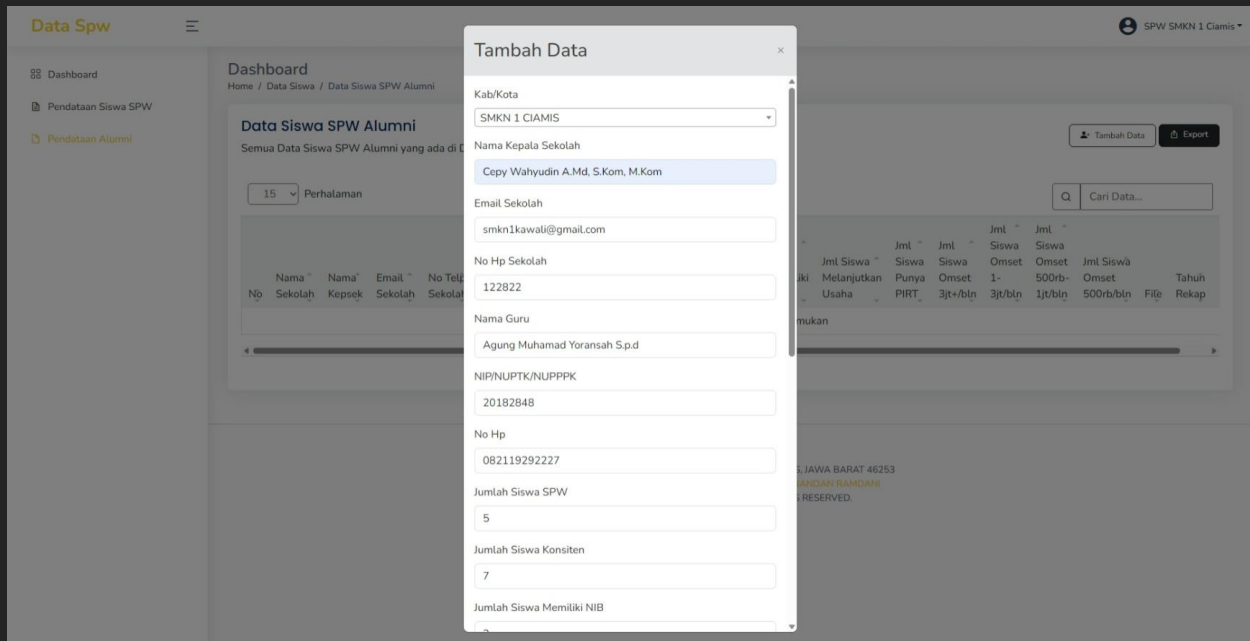 Data Spw
SPW SMKN 1 Ciamis
Dashboard
Pendataan Siswa SPW
Pendataan Alumni
Dashboard
Home / Data Siswa / Data Siswa SPW Alumni
Data Siswa SPW Alumni
Semua Data Siswa SPW Alumni yang ada di
Tambah Data
Export
15 Perhalaman
Cari Data...
No
Nama Sekolah
Nama Kepsek
Email Sekolah
No Telp Sekolah
Jml Siswa Melanjutkan Usaha
Jml Siswa Punya PIRT
Jml Siswa Omset 3jt+/bln
Jml Siswa Omset 1-3jt/bln
Jml Siswa Omset 500rb-1jt/bln
Jml Siswa Omset 500rb/bln
File
Tahun Rekap
mukan
JAWA BARAT 46253
RAMDANI
RESERVED.
Tambah Data
×
Kab/Kota
SMKN 1 CIAMIS
Nama Kepala Sekolah
Cepy Wahyudin A.Md, S.Kom, M.Kom
Email Sekolah
smkn1kawali@gmail.com
No Hp Sekolah
122822
Nama Guru
Agung Muhamad Yoransah S.p.d
NIP/NUPTK/NUPPPK
20182848
No Hp
082119292227
Jumlah Siswa SPW
5
Jumlah Siswa Konsiten
7
Jumlah Siswa Memiliki NIB